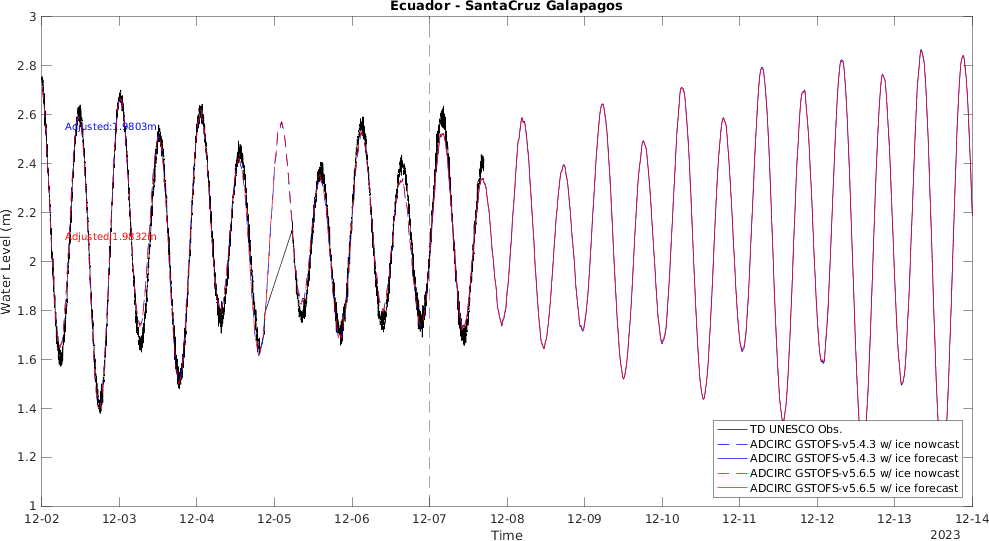 Ecuador - SantaCruz Galapagos
3
2.8
2.6
2.4
2.2
2
1.8
1.6
1.4
1.2
1
Water Level (m)
Adjusted:1.9803m
Adjusted:1.9832m
TD UNESCO Obs.
ADCIRC GSTOFS-v5.4.3 w/ ice nowcast
ADCIRC GSTOFS-v5.4.3 w/ ice forecast
ADCIRC GSTOFS-v5.6.5 w/ ice nowcast
ADCIRC GSTOFS-v5.6.5 w/ ice forecast
12-02 12-03 12-04 12-05 12-06 12-07 12-08 12-09 12-10 12-11 12-12 12-13 12-14
Time
2023